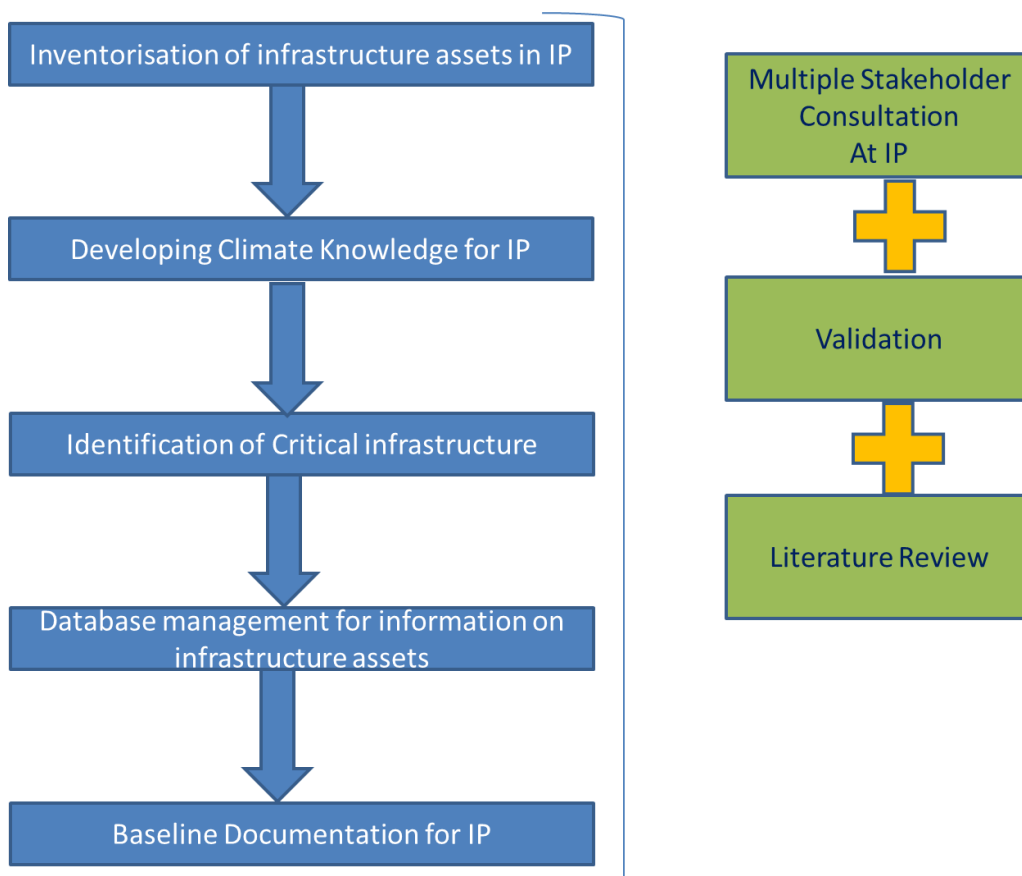 Inventorisation of infrastructure assets in IP
Developing Climate Knowledge for IP
Identification of Critical infrastructure
Database management for information on
infrastructure assets
Baseline Documentation for IP
Multiple Stakeholder
Consultation
At IP
Validation
Literature Review